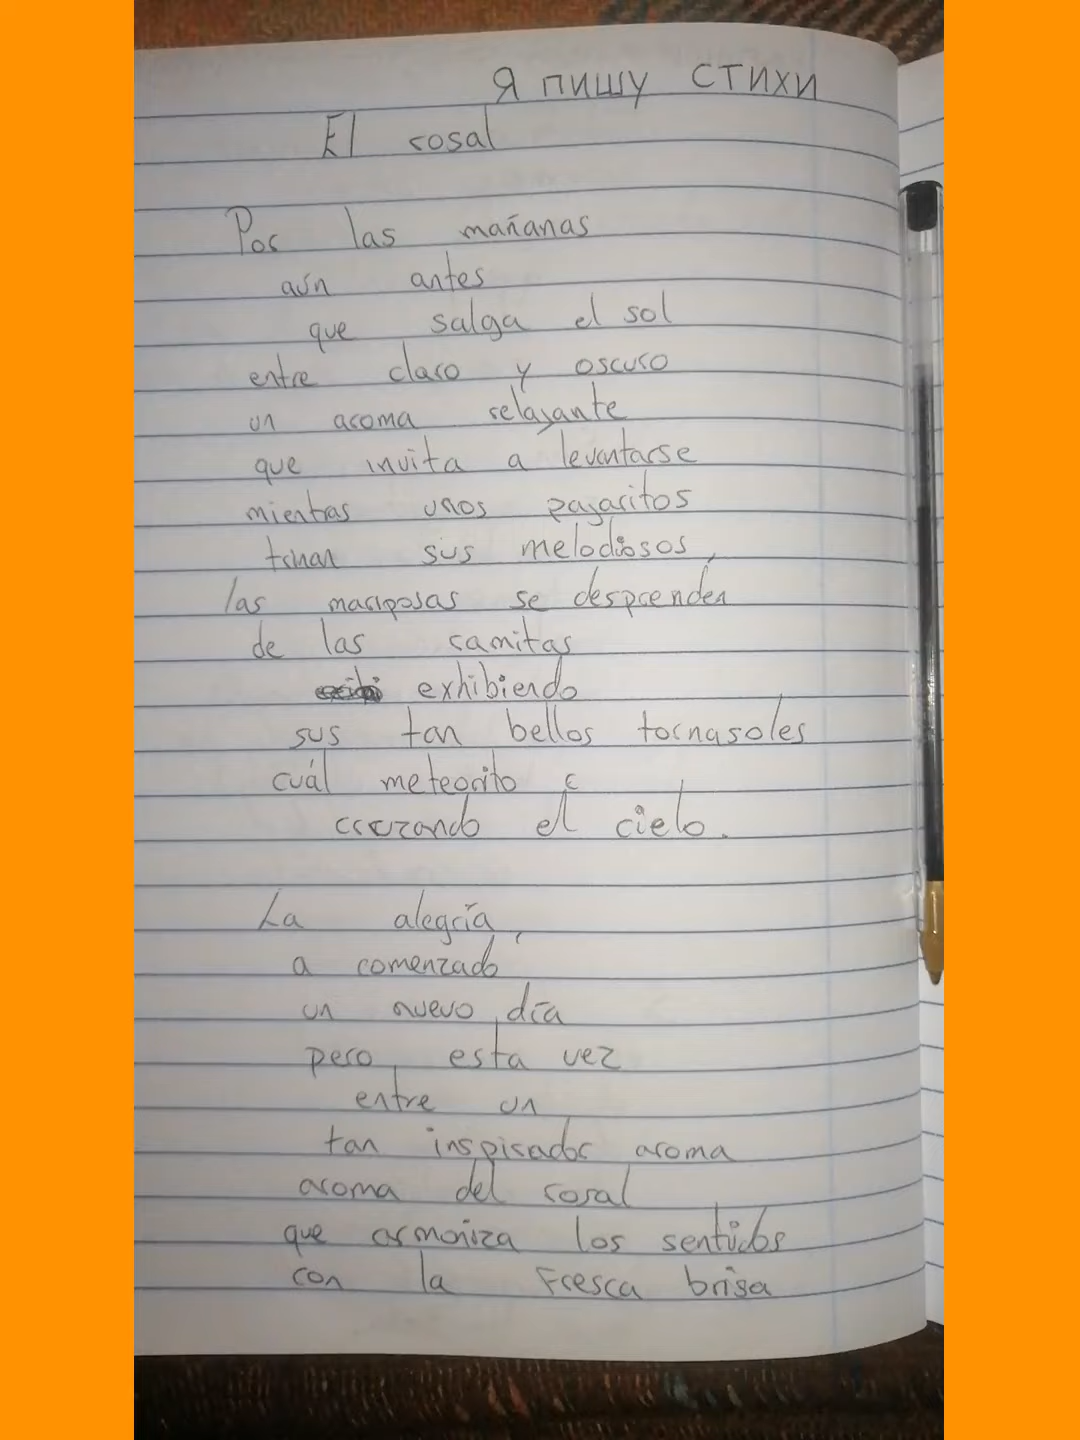 Я ПИШУ СТИХИ
El rosal
Por las mañanas
aún antes
que salga el sol
entre claro y oscuro
un aroma relajante
que invita a levantarse
mientras unos pajaritos
sus melodiosos,
las mariposas se desprenden
de las ramitas
exhibiendo
sus tan bellos tornasoles
cuál meteorito
cruzando el cielo.
La alegría,
a comenzado
un nuevo día
pero esta vez
entre un
tan inspirador aroma
aroma del rosal
que armoniza los sentidos
con la Fresca brisa